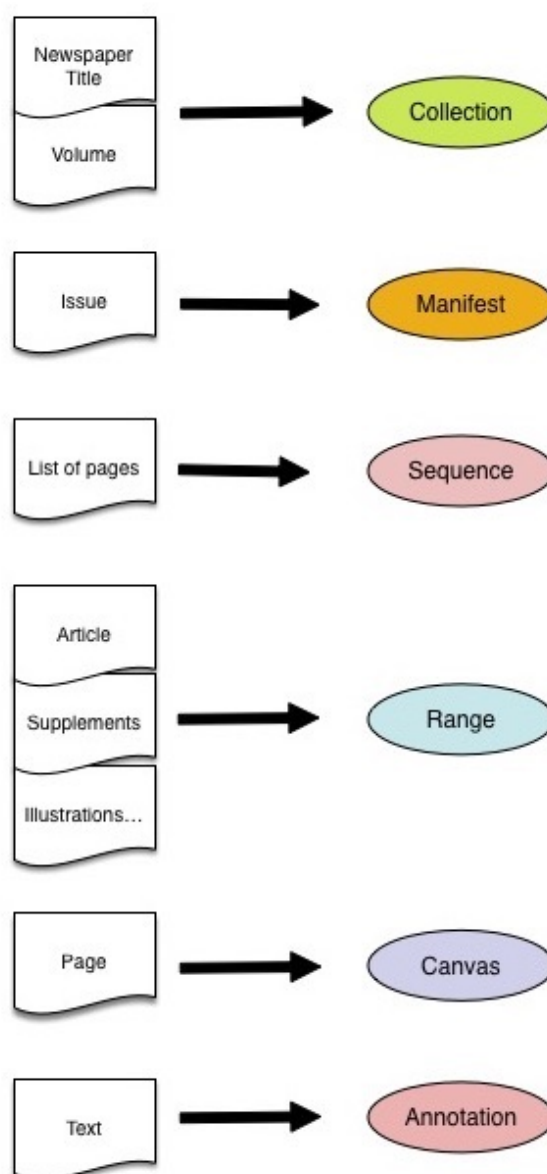 Newspaper
Title
Collection
Volume
Issue
Manifest
List of pages
Sequence
Article
Supplements
Range
Illustrations...
Page
Canvas
Text
Annotation